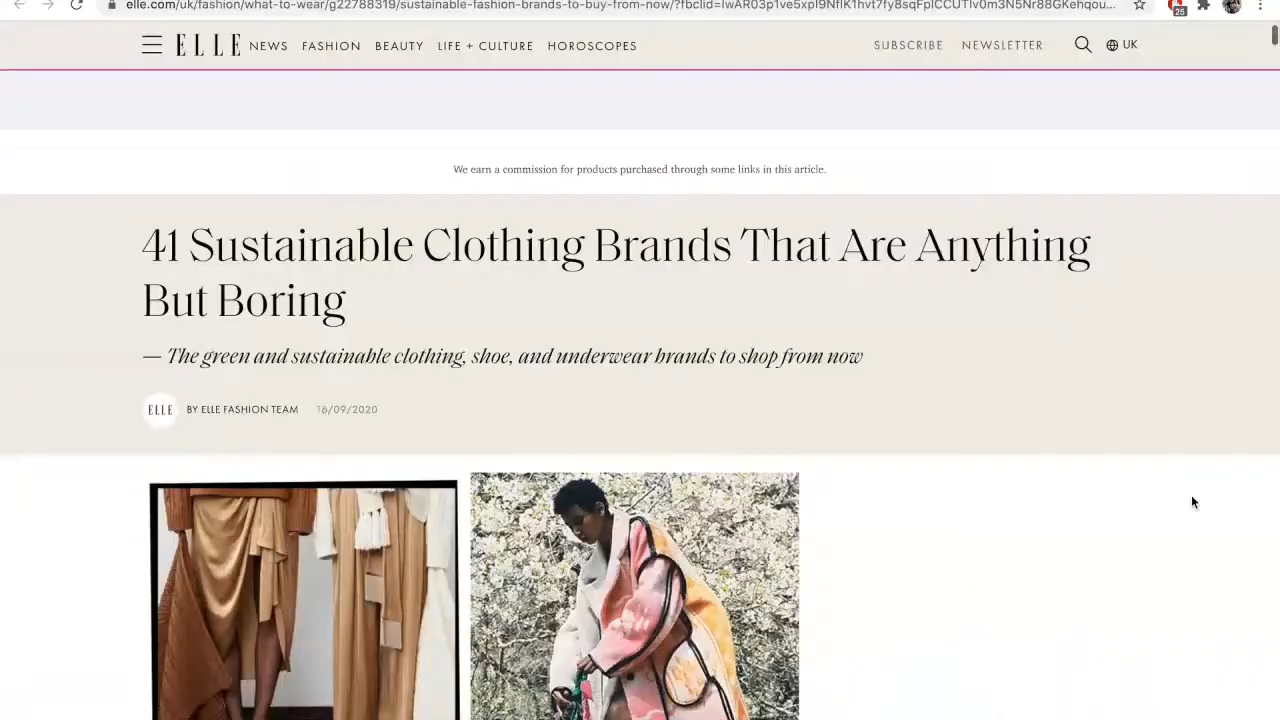 elle.com/uk/fashion/what-to-wear/g22788319/sustainable-fashion-brands-to-buy-from-now/?fbclid=
25
ELLE NEWS FASHION BEAUTY LIFE + CULTURE HOROSCOPES SUBSCRIBE NEWSLETTER UK
We earn a commission for products purchased through some links in this article.
41 Sustainable Clothing Brands That Are Anything
But Boring
— The green and sustainable clothing, shoe, and underwear brands to shop from now
ELLE BY ELLE FASHION TEAM 16/09/2020